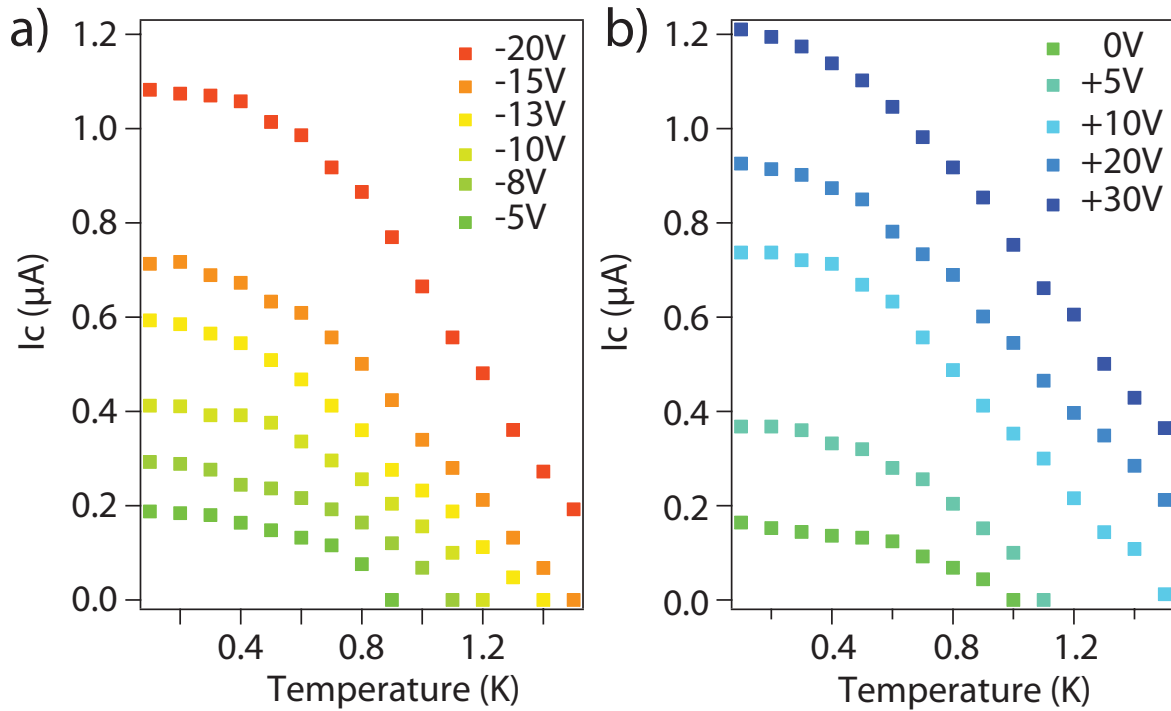 a)
Ic (μA)
1.2
1.0
0.8
0.6
0.4
0.2
0.0
-20V
-15V
-13V
-10V
-8V
-5V
0.4
0.8
1.2
Temperature (K)
b)
Ic (μA)
1.2
1.0
0.8
0.6
0.4
0.2
0.0
0V
+5V
+10V
+20V
+30V
0.4
0.8
1.2
Temperature (K)